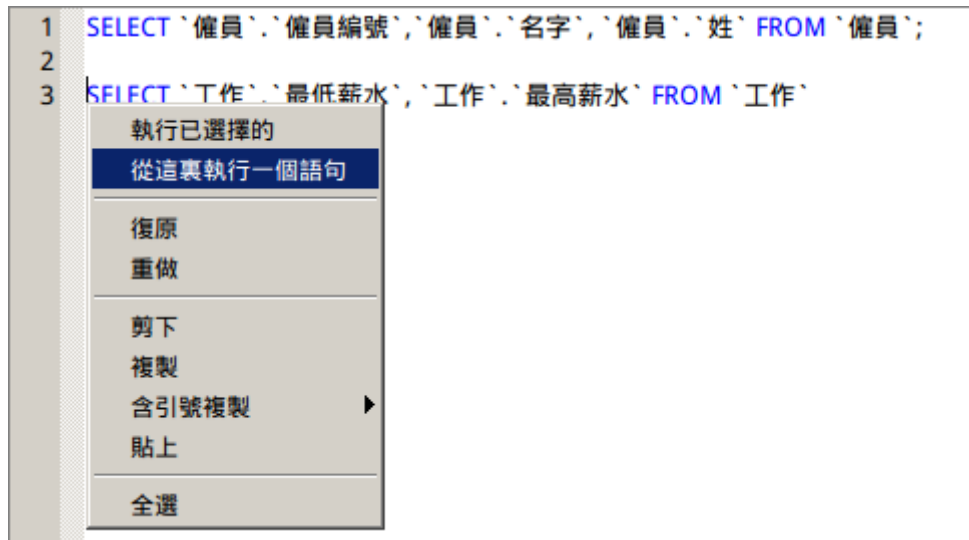 1 SELECT `僱員`.`僱員編號`,`僱員`.`名字`, `僱員`.`姓` FROM `僱員`;
2
3 SELECT `工作`.`最低薪水`, `工作`.`最高薪水` FROM `工作`
執行已選擇的
從這裏執行一個語句
復原
重做
剪下
複製
含引號複製
貼上
全選